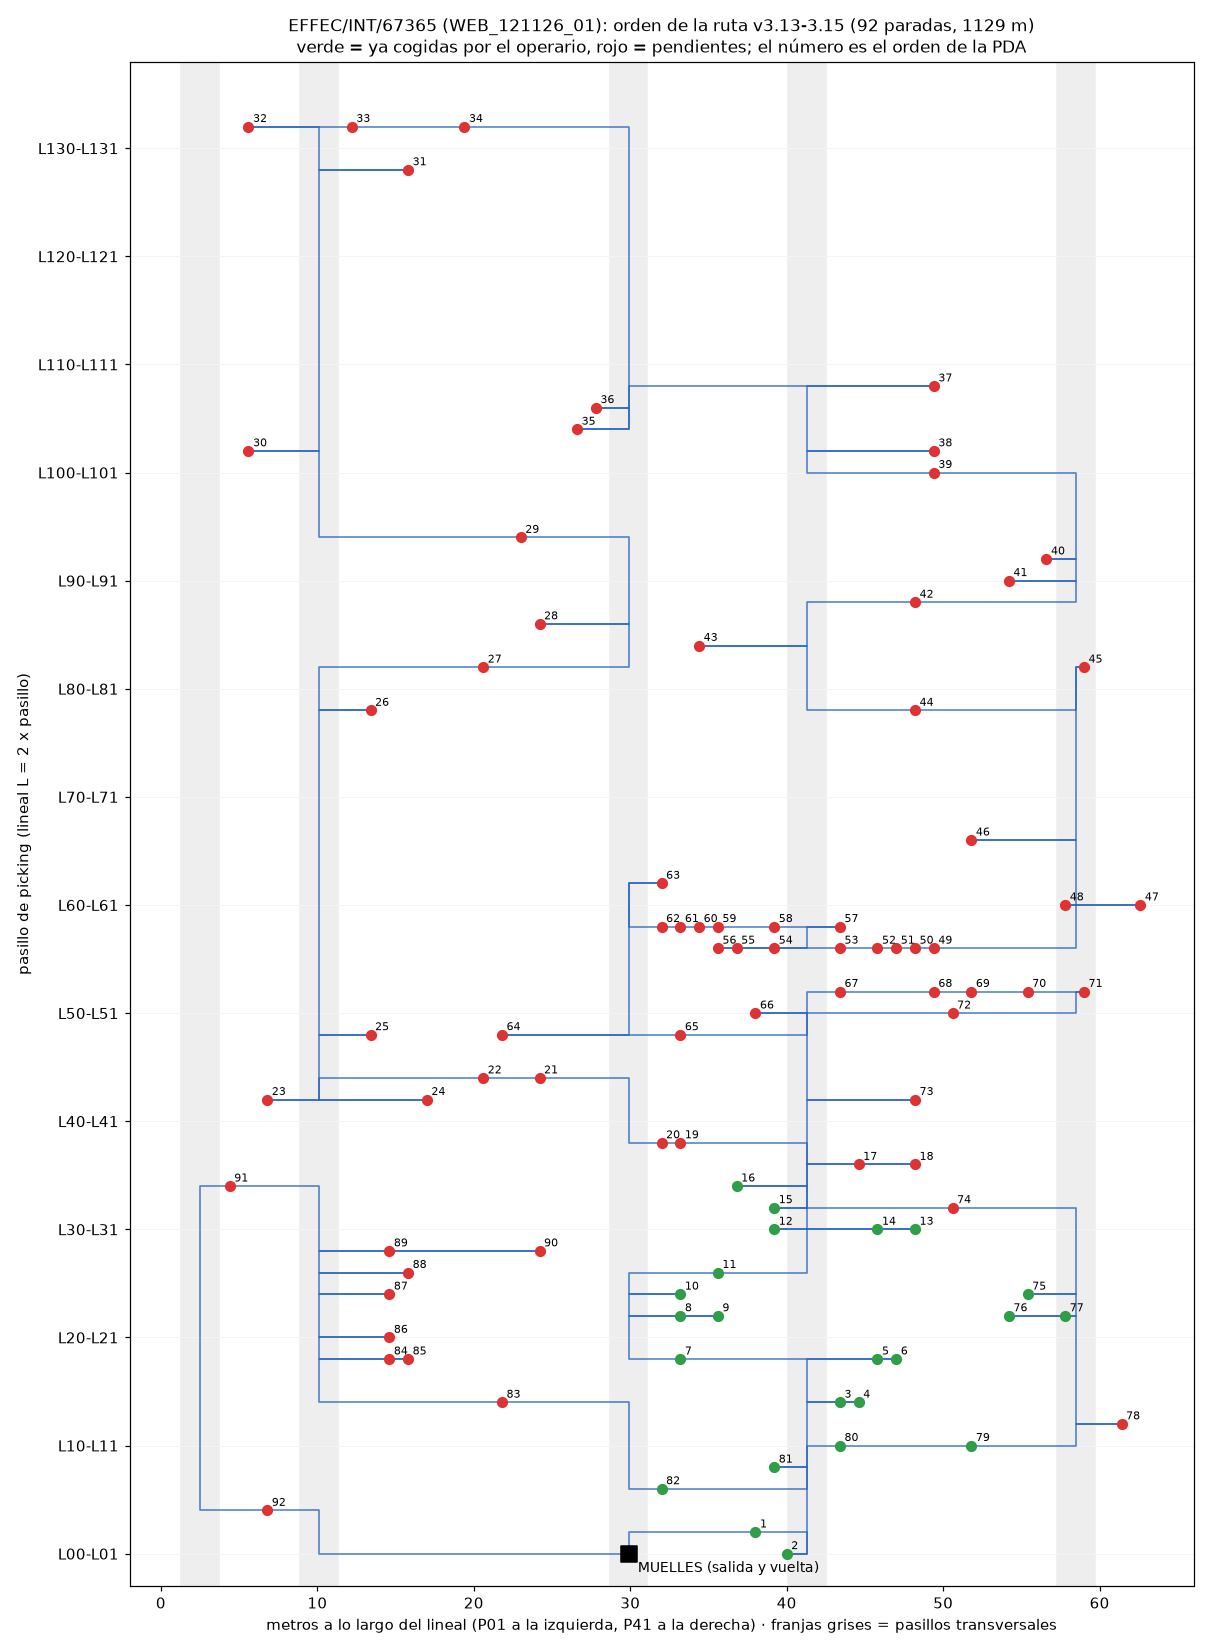 EFFEC/INT/67365 (WEB_121126_01): orden de la ruta v3.13-3.15 (92 paradas, 1129 m)
verde = ya cogidas por el operario, rojo = pendientes; el número es el orden de la PDA
32 33 34
L130-L131
31
L120-L121
L110-L111
37
36
35
30 38
L100-L101 39
29
40
L90-L91 41
42
28
43
27 45
L80-L81
26 44
L70-L71
46
63
L60-L61 48 47
62 61 60 59 58 57
56 55 54 53 52 51 50 49
67 68 69 70 71
L50-L51 66 72
25 64 65
22 21
23 24 73
L40-L41
20 19
17 18
91 16
15 74
L30-L31 12 14 13
89 90
88 11
87 10 75
8 9 76 77
L20-L21 86
84 85 7 5 6
83 3 4
78
L10-L11 80 79
81
82
92
1
L00-L01 2
MUELLES (salida y vuelta)
0 10 20 30 40 50 60
metros a lo largo del lineal (P01 a la izquierda, P41 a la derecha) · franjas grises = pasillos transversales
pasillo de picking (lineal L = 2 x pasillo)